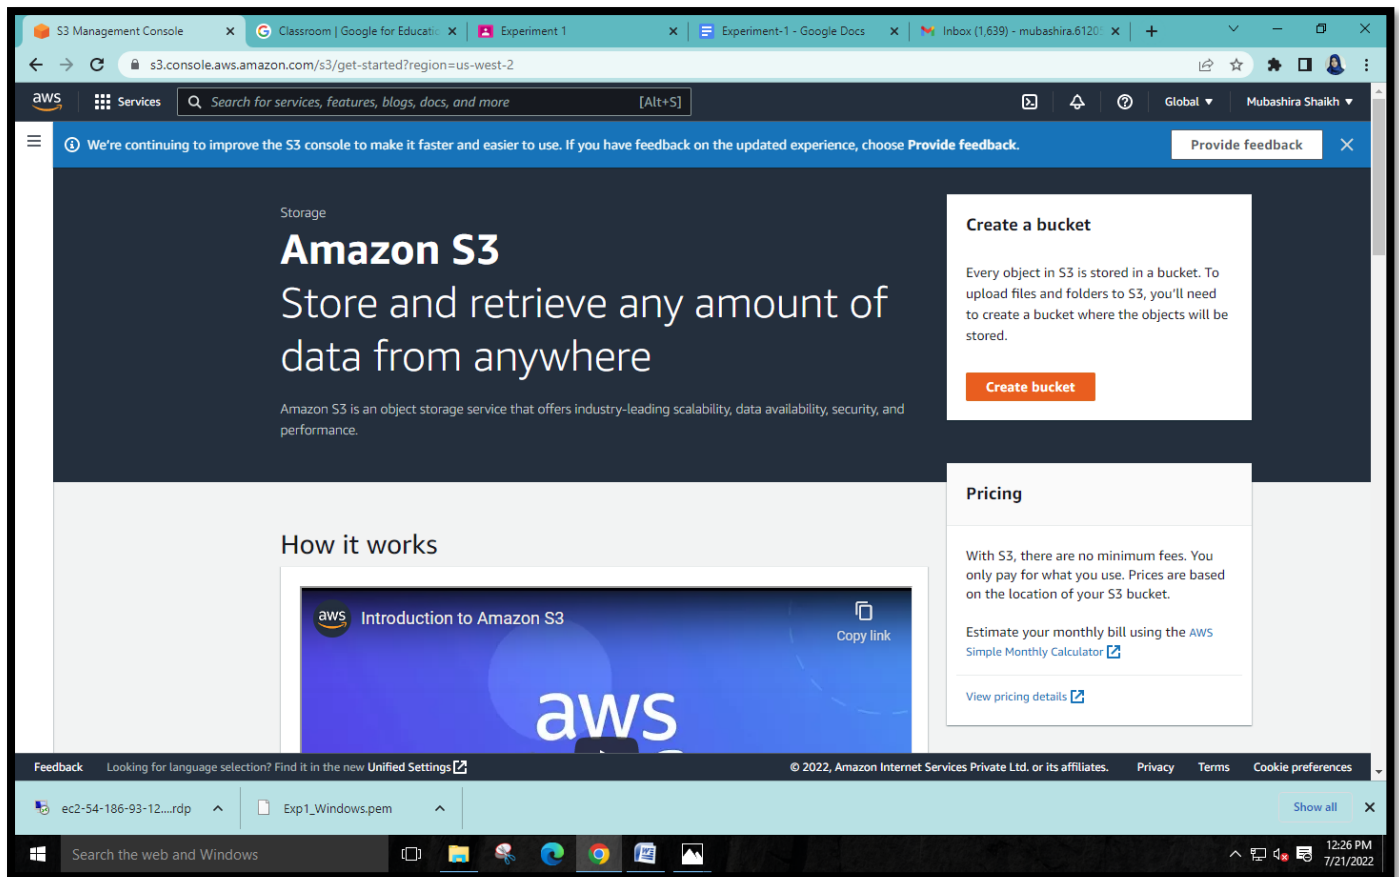 S3 Management Console
Classroom | Google for Educatic
Experiment 1
Experiment-1 - Google Docs
Inbox (1,639) - mubashira.6120
s3.console.aws.amazon.com/s3/get-started?region=us-west-2
aws
Services
Search for services, features, blogs, docs, and more
[Alt+S]
Global
Mubashira Shaikh
We're continuing to improve the S3 console to make it faster and easier to use. If you have feedback on the updated experience, choose Provide feedback.
Provide feedback
Storage
Amazon S3
Store and retrieve any amount of
data from anywhere
Amazon S3 is an object storage service that offers industry-leading scalability, data availability, security, and
performance.
Create a bucket
Every object in S3 is stored in a bucket. To
upload files and folders to S3, you'll need
to create a bucket where the objects will be
stored.
Create bucket
Pricing
With S3, there are no minimum fees. You
only pay for what you use. Prices are based
on the location of your S3 bucket.
Estimate your monthly bill using the AWS
Simple Monthly Calculator
View pricing details
How it works
aws
Introduction to Amazon S3
Copy link
aws
Feedback
Looking for language selection? Find it in the new Unified Settings
© 2022, Amazon Internet Services Private Ltd. or its affiliates.
Privacy
Terms
Cookie preferences
ec2-54-186-93-12....rdp
Exp1_Windows.pem
Show all
Search the web and Windows
12:26 PM
7/21/2022